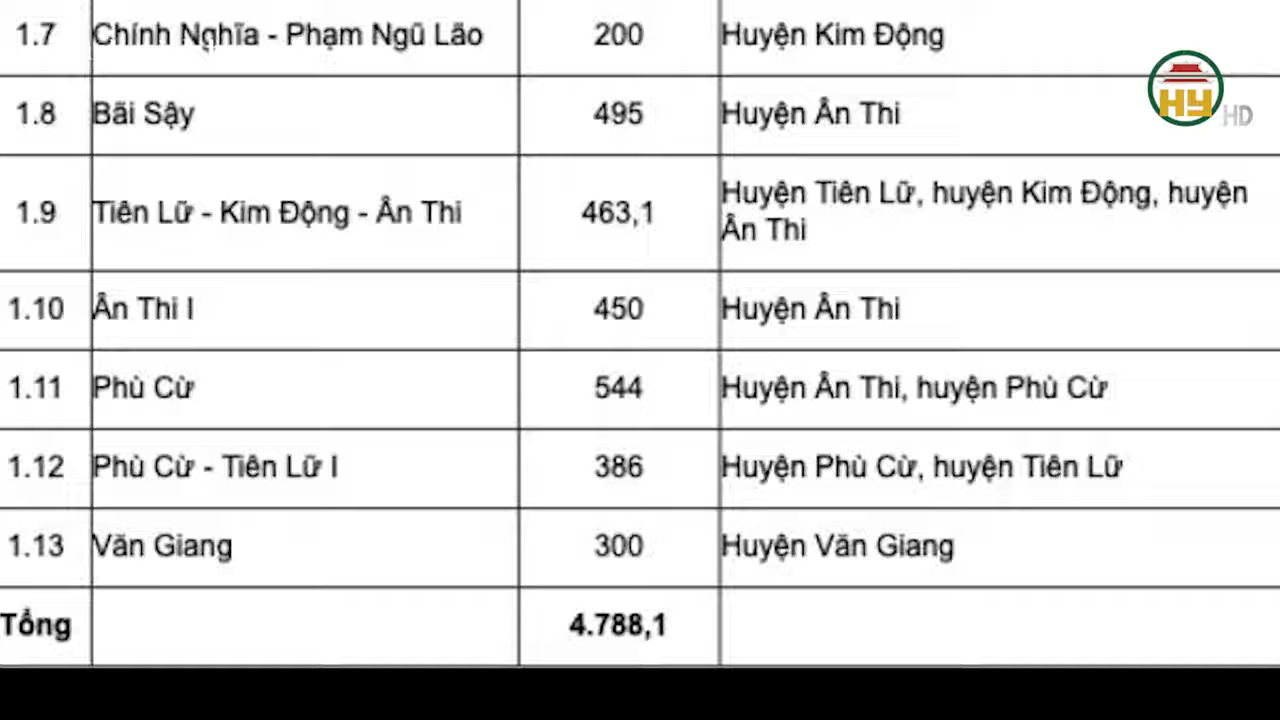 1.7 Chính Nghĩa - Phạm Ngũ Lão 200 Huyện Kim Động
1.8 Bãi Sậy 495 Huyện Ân Thi
1.9 Tiên Lữ - Kim Động - Ân Thi 463,1 Huyện Tiên Lữ, huyện Kim Động, huyện
Ân Thi
1.10 Ân Thi I 450 Huyện Ân Thi
1.11 Phù Cừ 544 Huyện Ân Thi, huyện Phù Cừ
1.12 Phù Cừ - Tiên Lữ I 386 Huyện Phù Cừ, huyện Tiên Lữ
1.13 Văn Giang 300 Huyện Văn Giang
Tổng 4.788,1
HY HD